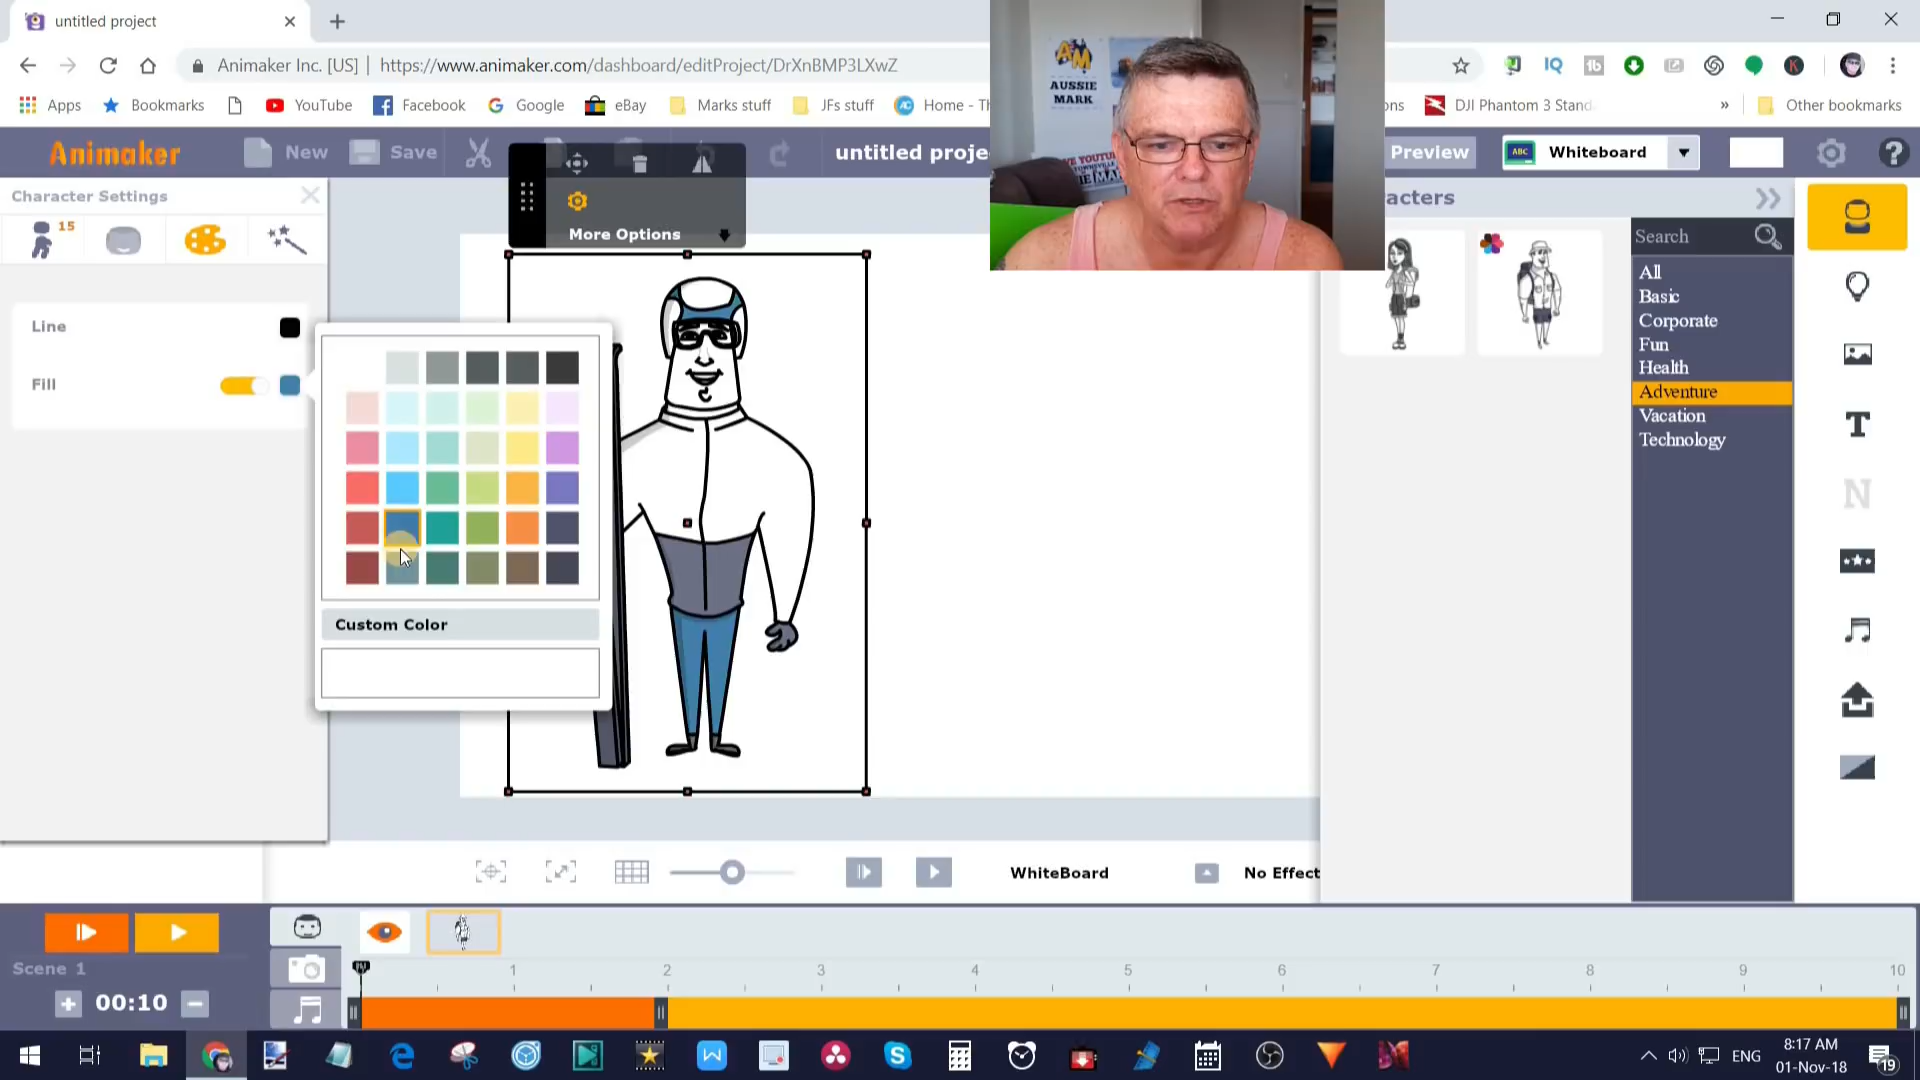 untitled project
Animaker Inc. [US] | https://www.animaker.com/dashboard/editProject/DrXnBMP3LXwZ
Apps Bookmarks YouTube Facebook Google eBay Marks stuff JFs stuff Home - Th ons DJI Phantom 3 Stand » Other bookmarks
AM
AUSSIE
MARK
Animaker New Save untitled projec Preview ABC Whiteboard
Character Settings
15
More Options
acters
Search
All
Basic
Corporate
Fun
Health
Adventure
Vacation
Technology
Line
Fill
Custom Color
WhiteBoard No Effect
Scene 1
00:10
1 2 3 4 5 6 7 8 9 10
ENG
8:17 AM
01-Nov-18
19